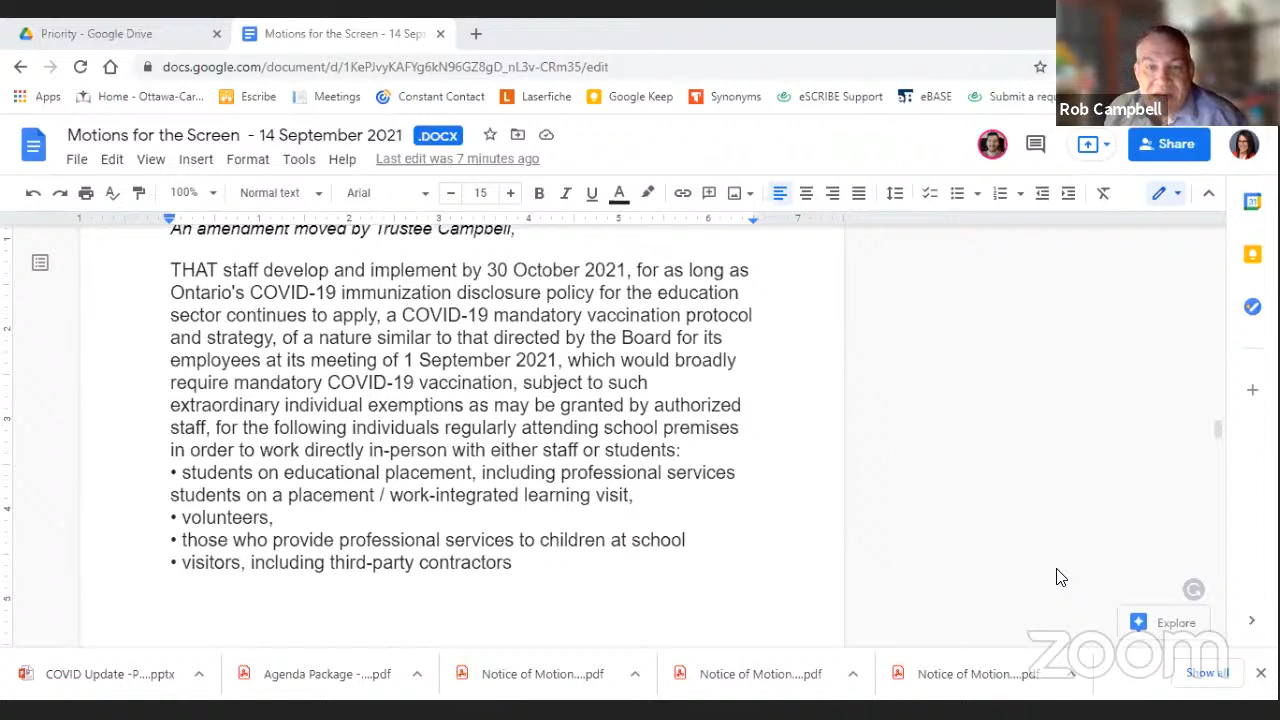 Priority - Google Drive
Motions for the Screen - 14 Sep
docs.google.com/document/d/1KePJvyKAFYg6kN96GZ8gD_nL3v-CRm35/edit
Apps
Home - Ottawa-Car...
Escribe
Meetings
Constant Contact
Laserfiche
Google Keep
Synonyms
eSCRIBE Support
eBASE
Submit a requ
Rob Campbell
Motions for the Screen - 14 September 2021 .DOCX
Share
File Edit View Insert Format Tools Help Last edit was 7 minutes ago
100% Normal text Arial 15
An amendment moved by Trustee Campbell,
THAT staff develop and implement by 30 October 2021, for as long as
Ontario's COVID-19 immunization disclosure policy for the education
sector continues to apply, a COVID-19 mandatory vaccination protocol
and strategy, of a nature similar to that directed by the Board for its
employees at its meeting of 1 September 2021, which would broadly
require mandatory COVID-19 vaccination, subject to such
extraordinary individual exemptions as may be granted by authorized
staff, for the following individuals regularly attending school premises
in order to work directly in-person with either staff or students:
• students on educational placement, including professional services
students on a placement / work-integrated learning visit,
• volunteers,
• those who provide professional services to children at school
• visitors, including third-party contractors
Explore
zoom
COVID Update -P....pptx
Agenda Package -....pdf
Notice of Motion....pdf
Notice of Motion....pdf
Notice of Motion....pdf
Show all